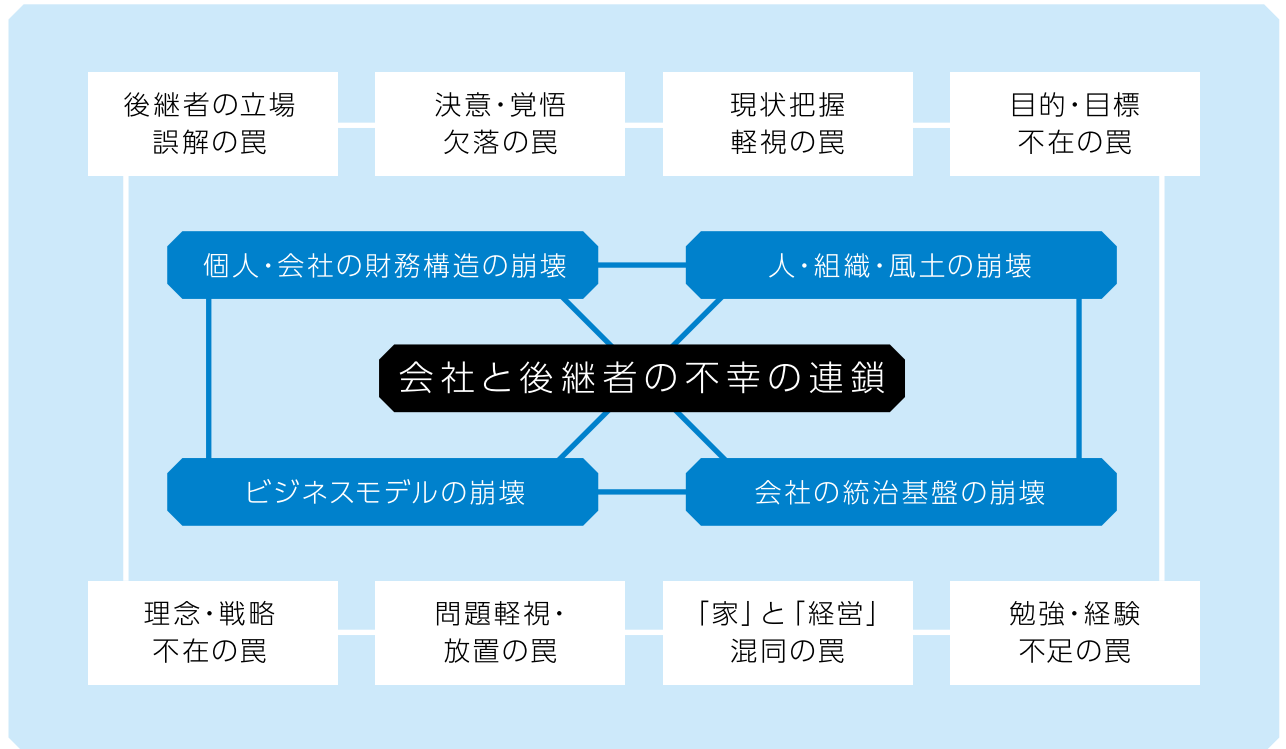 後継者の立場
誤解の罠
決意・覚悟
欠落の罠
現状把握
軽視の罠
目的・目標
不在の罠
個人・会社の財務構造の崩壊
人・組織・風土の崩壊
会社と後継者の不幸の連鎖
ビジネスモデルの崩壊
会社の統治基盤の崩壊
理念・戦略
不在の罠
問題軽視・
放置の罠
「家」と「経営」
混同の罠
勉強・経験
不足の罠